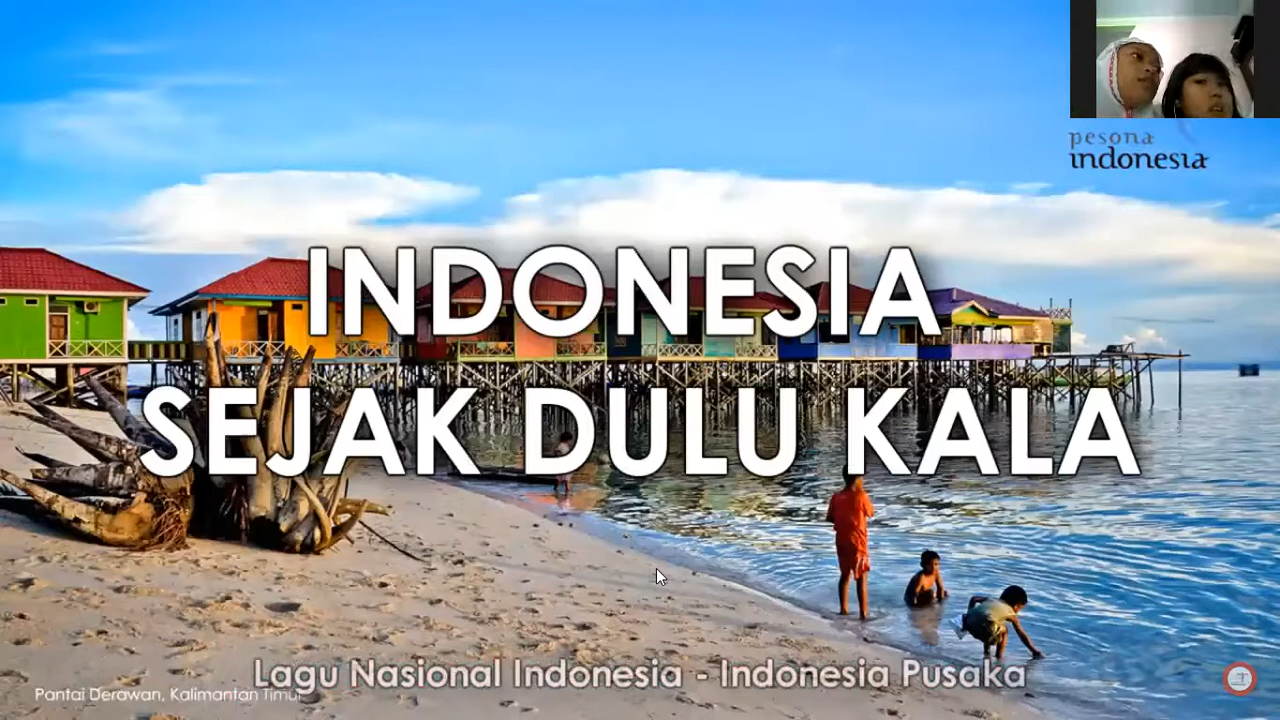 pesona
indonesia
INDONESIA
SEJAK DULU KALA
Lagu Nasional Indonesia - Indonesia Pusaka
Pantai Derawan, Kalimantan Timur